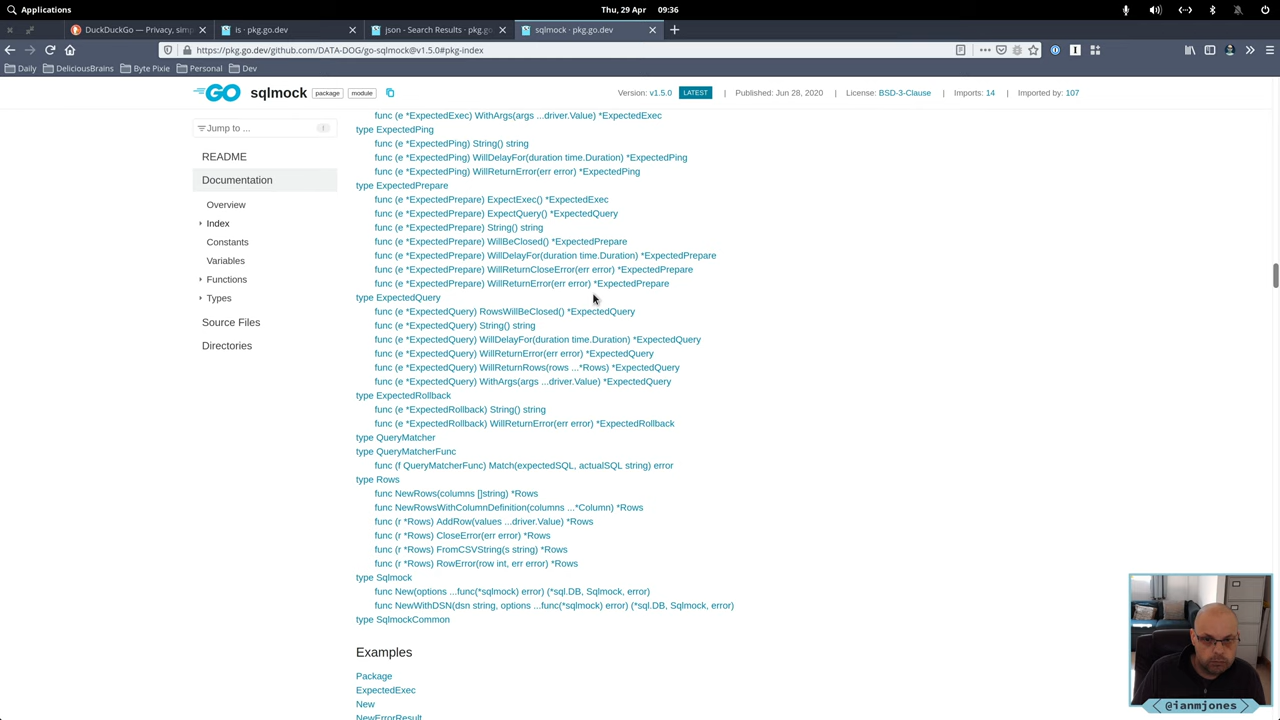 Applications
Thu, 29 Apr 09:36
DuckDuckGo — Privacy, simp
is · pkg.go.dev
json - Search Results · pkg.g
sqlmock · pkg.go.dev
https://pkg.go.dev/github.com/DATA-DOG/go-sqlmock@v1.5.0#pkg-index
Daily
DeliciousBrains
Byte Pixie
Personal
Dev
GO sqlmock package module
Version: v1.5.0 LATEST | Published: Jun 28, 2020 | License: BSD-3-Clause | Imports: 14 | Imported by: 107
Jump to ...
README
Documentation
Overview
Index
Constants
Variables
Functions
Types
Source Files
Directories
func (e *ExpectedExec) WithArgs(args ...driver.Value) *ExpectedExec
type ExpectedPing
func (e *ExpectedPing) String() string
func (e *ExpectedPing) WillDelayFor(duration time.Duration) *ExpectedPing
func (e *ExpectedPing) WillReturnError(err error) *ExpectedPing
type ExpectedPrepare
func (e *ExpectedPrepare) ExpectExec() *ExpectedExec
func (e *ExpectedPrepare) ExpectQuery() *ExpectedQuery
func (e *ExpectedPrepare) String() string
func (e *ExpectedPrepare) WillBeClosed() *ExpectedPrepare
func (e *ExpectedPrepare) WillDelayFor(duration time.Duration) *ExpectedPrepare
func (e *ExpectedPrepare) WillReturnCloseError(err error) *ExpectedPrepare
func (e *ExpectedPrepare) WillReturnError(err error) *ExpectedPrepare
type ExpectedQuery
func (e *ExpectedQuery) RowsWillBeClosed() *ExpectedQuery
func (e *ExpectedQuery) String() string
func (e *ExpectedQuery) WillDelayFor(duration time.Duration) *ExpectedQuery
func (e *ExpectedQuery) WillReturnError(err error) *ExpectedQuery
func (e *ExpectedQuery) WillReturnRows(rows ...*Rows) *ExpectedQuery
func (e *ExpectedQuery) WithArgs(args ...driver.Value) *ExpectedQuery
type ExpectedRollback
func (e *ExpectedRollback) String() string
func (e *ExpectedRollback) WillReturnError(err error) *ExpectedRollback
type QueryMatcher
type QueryMatcherFunc
func (f QueryMatcherFunc) Match(expectedSQL, actualSQL string) error
type Rows
func NewRows(columns []string) *Rows
func NewRowsWithColumnDefinition(columns ...*Column) *Rows
func (r *Rows) AddRow(values ...driver.Value) *Rows
func (r *Rows) CloseError(err error) *Rows
func (r *Rows) FromCSVString(s string) *Rows
func (r *Rows) RowError(row int, err error) *Rows
type Sqlmock
func New(options ...func(*sqlmock) error) (*sql.DB, Sqlmock, error)
func NewWithDSN(dsn string, options ...func(*sqlmock) error) (*sql.DB, Sqlmock, error)
type SqlmockCommon
Examples
Package
ExpectedExec
New
NewErrorResult
@ianmjones